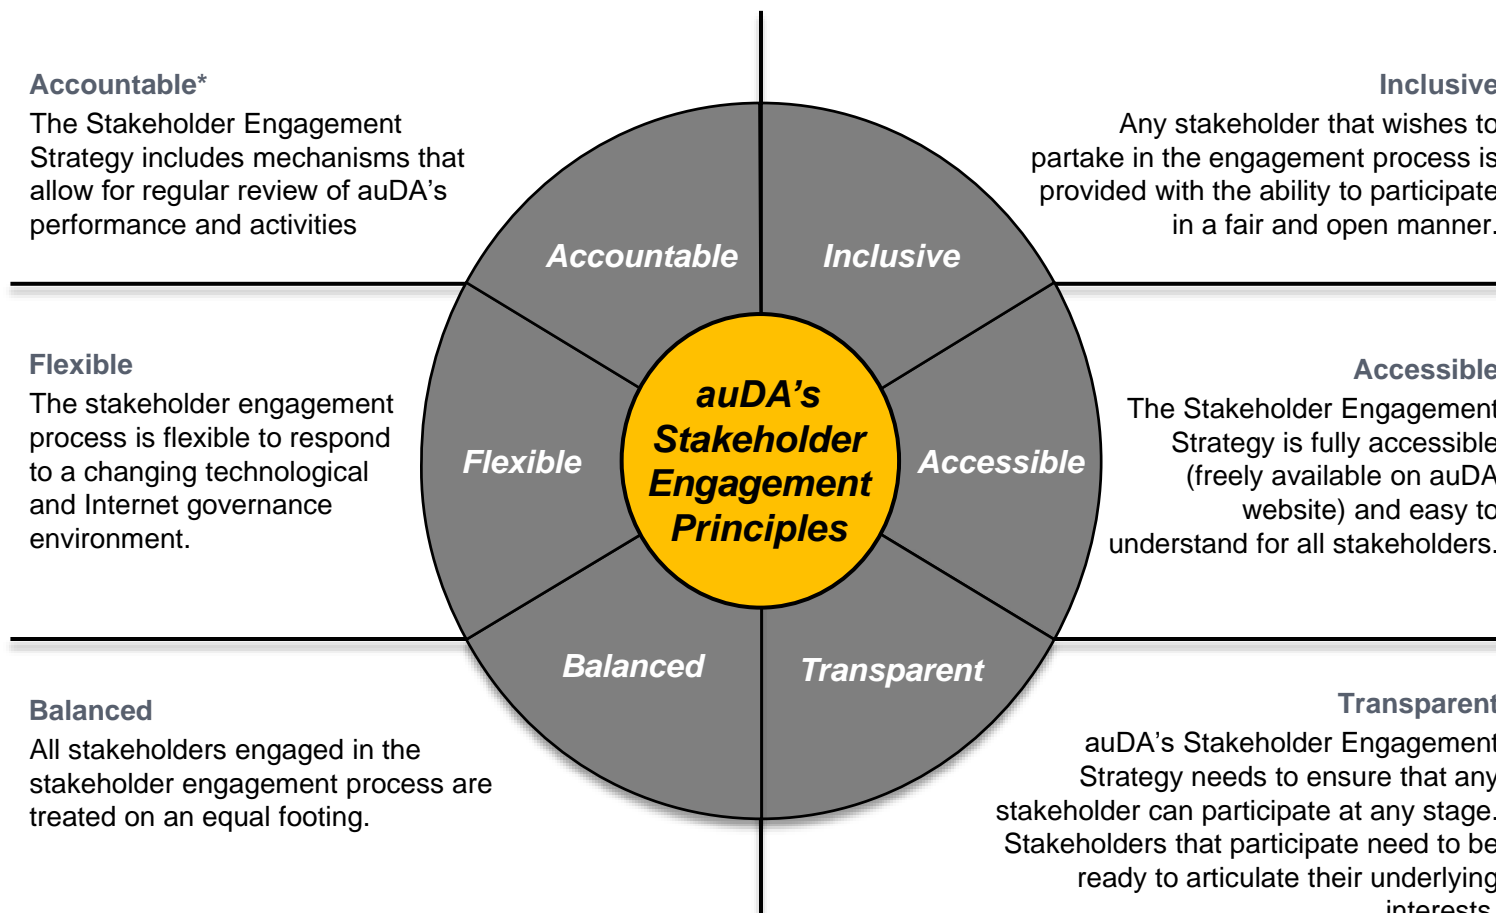 Accountable*
The Stakeholder Engagement
Strategy includes mechanisms that
allow for regular review of auDA’s
performance and activities
Inclusive
Any stakeholder that wishes to
partake in the engagement process is
provided with the ability to participate
in a fair and open manner.
Accountable
Inclusive
Flexible
The stakeholder engagement
process is flexible to respond
to a changing technological
and Internet governance
environment.
Flexible
auDA’s
Stakeholder
Engagement
Principles
Accessible
Accessible
The Stakeholder Engagement
Strategy is fully accessible
(freely available on auDA
website) and easy to
understand for all stakeholders.
Balanced
Transparent
Balanced
All stakeholders engaged in the
stakeholder engagement process are
treated on an equal footing.
Transparent
auDA’s Stakeholder Engagement
Strategy needs to ensure that any
stakeholder can participate at any stage.
Stakeholders that participate need to be
ready to articulate their underlying
interests.